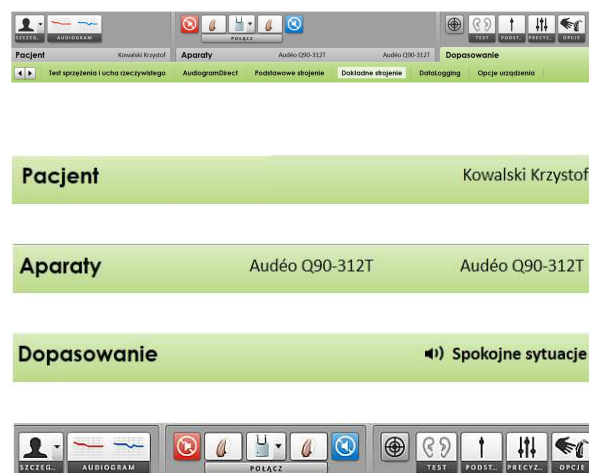 SZCZEG.. AUDIOGRAM POŁĄCZ TEST PODST.. PRECYZ.. OPCJE
Pacjent Kowalski Krzysztof Aparaty Audéo Q90-312T Audéo Q90-312T Dopasowanie
Test sprzężenia i ucha rzeczywistego AudiogramDirect Podstawowe strojenie Dokładne strojenie DataLogging Opcje urządzenia
Pacjent Kowalski Krzystof
Aparaty Audéo Q90-312T Audéo Q90-312T
Dopasowanie Spokojne sytuacje
SZCZEG.. AUDIOGRAM POŁĄCZ TEST PODST.. PRECYZ.. OPCJE